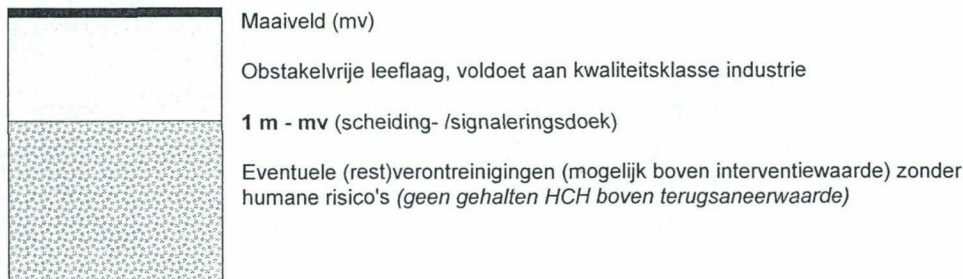 Maaiveld (mv)
Obstakelvrije leeflaag, voldoet aan kwaliteitsklasse industrie
1 m - mv (scheiding- /signaleringsdoek)
Eventuele (rest)verontreinigingen (mogelijk boven interventiewaarde) zonder
humane risico's (geen gehalten HCH boven terugsaneerwaarde)